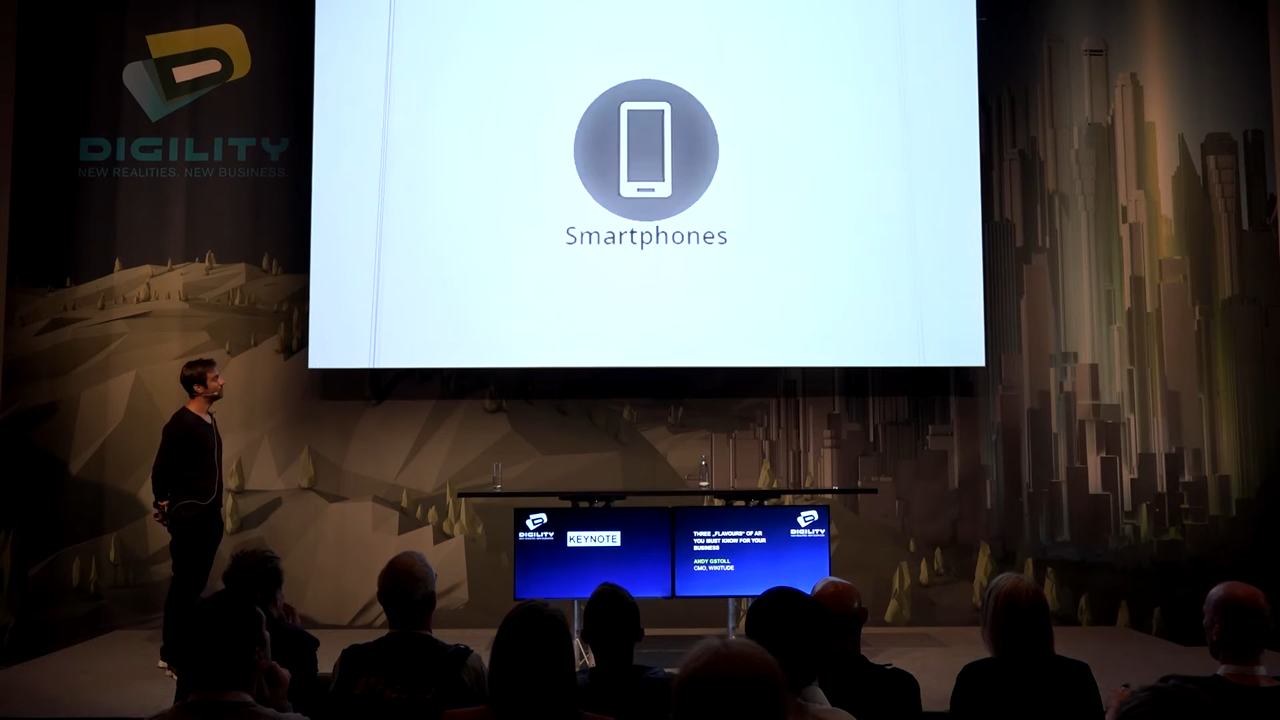 DIGILITY
NEW REALITIES. NEW BUSINESS.
Smartphones
DIGILITY
KEYNOTE
DIGILITY
THREE „FLAVOURS" OF AR
YOU MUST KNOW FOR YOUR
BUSINESS
ANDY GSTOLL
CMO, WIKITUDE